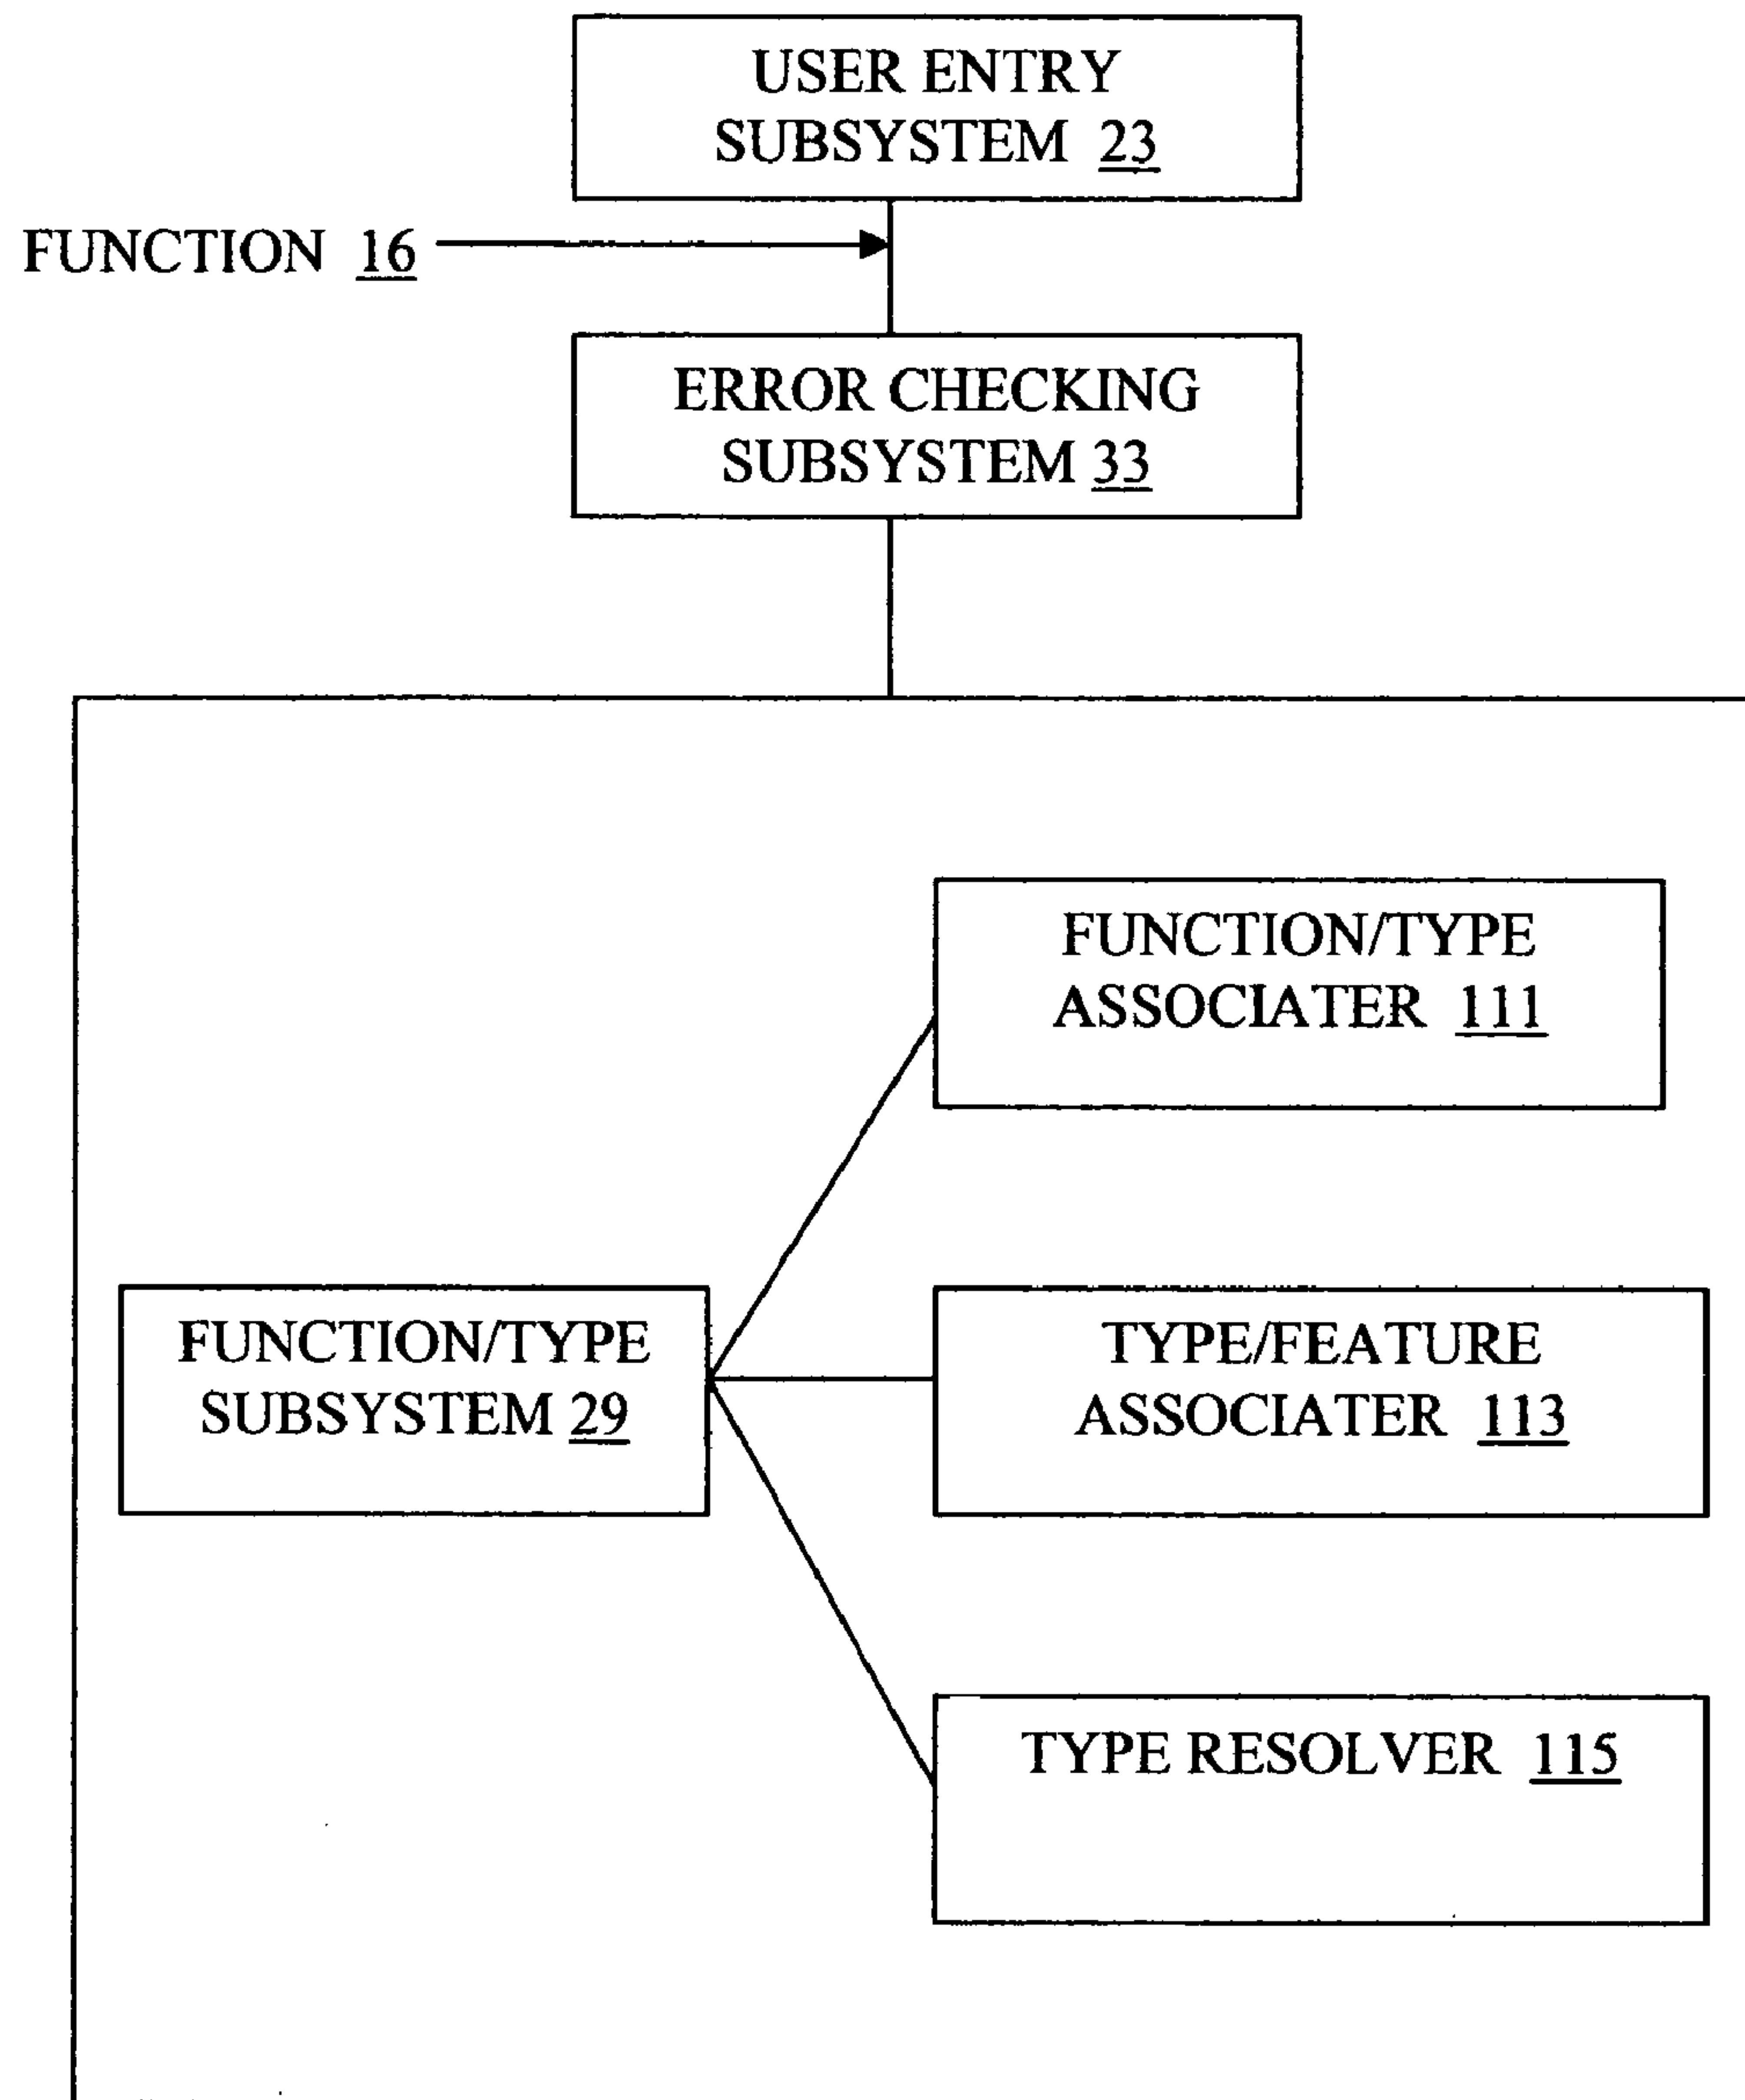 USER ENTRY
SUBSYSTEM 23
FUNCTION 16
ERROR CHECKING
SUBSYSTEM 33
FUNCTION/TYPE
ASSOCIATER 111
FUNCTION/TYPE
SUBSYSTEM 29
TYPE/FEATURE
ASSOCIATER 113
TYPE RESOLVER 115